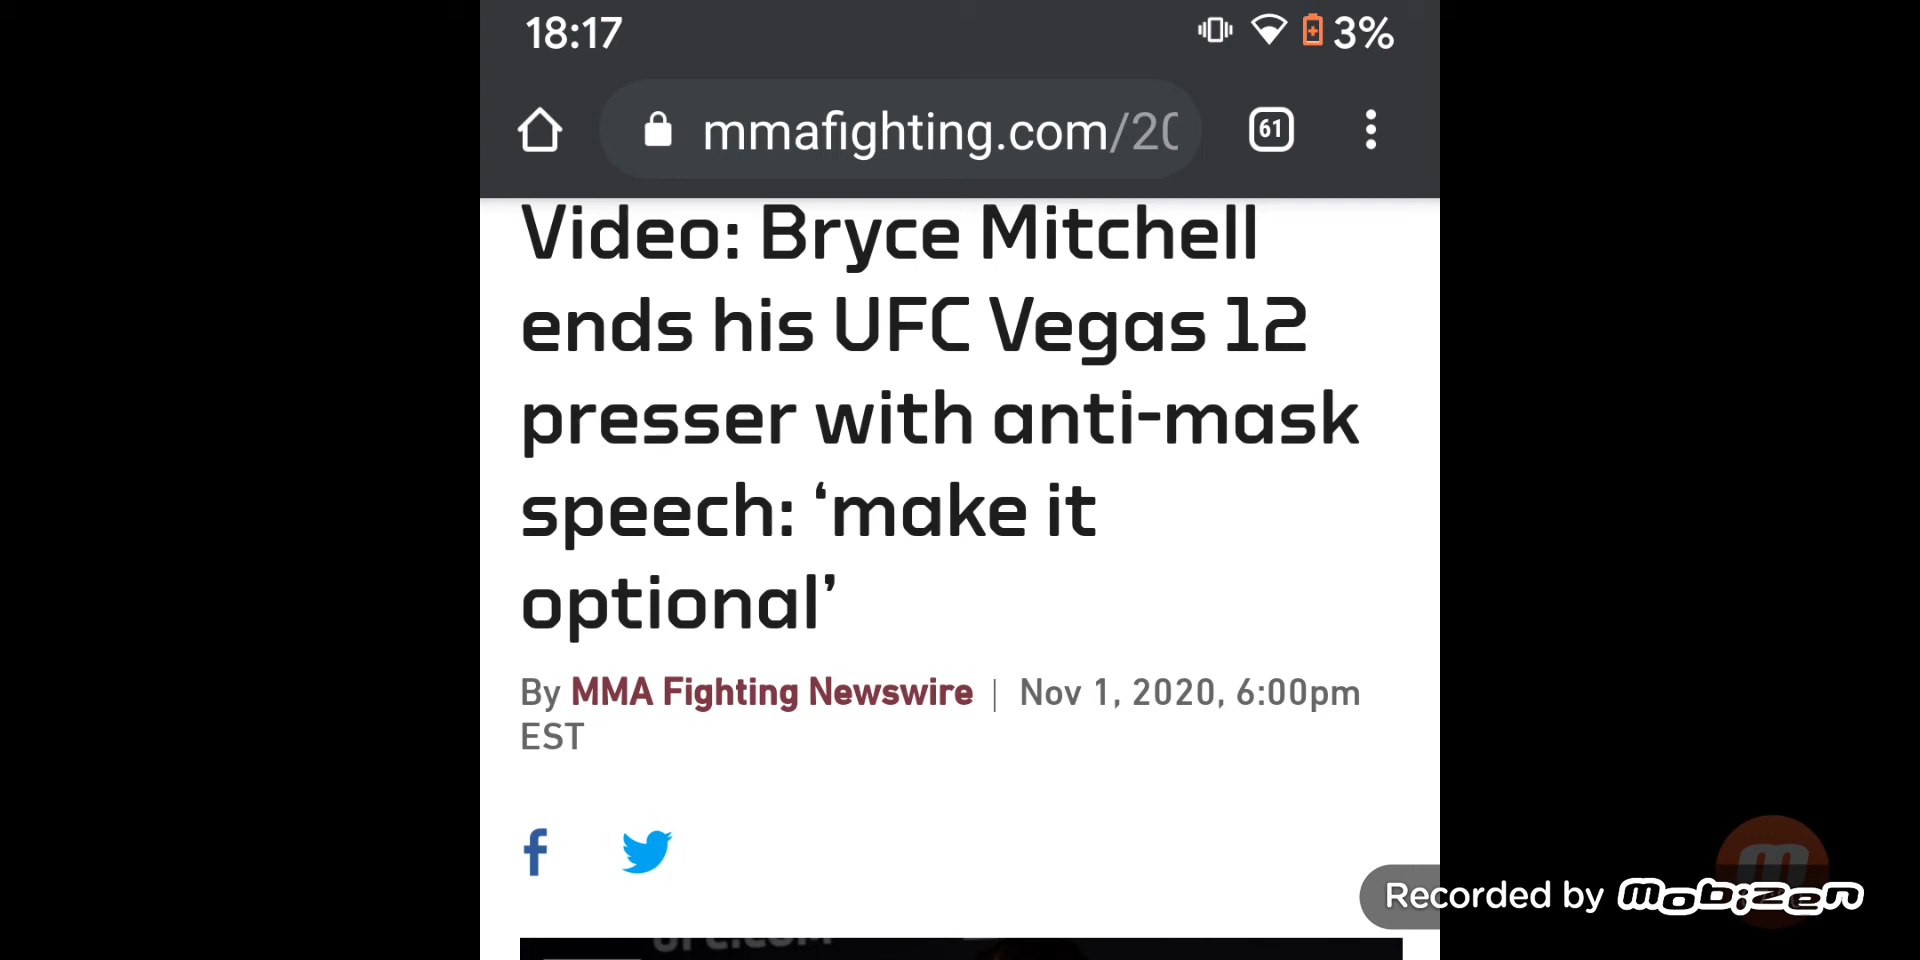 18:17 3%
mmafighting.com/20 61
Video: Bryce Mitchell
ends his UFC Vegas 12
presser with anti-mask
speech: ‘make it
optional’
By MMA Fighting Newswire | Nov 1, 2020, 6:00pm
EST
Recorded by mobizen